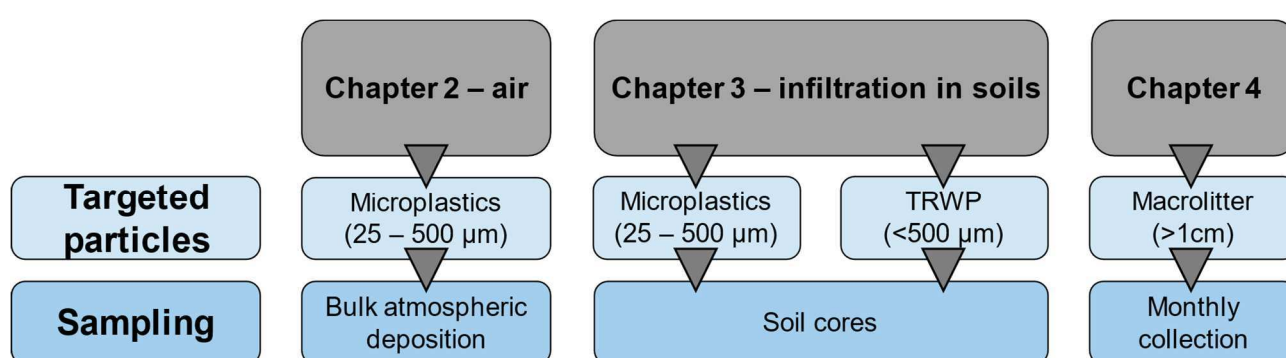 Chapter 2 – air
Chapter 3 – infiltration in soils
Chapter 4
Targeted
particles
Microplastics
(25 – 500 µm)
Microplastics
(25 – 500 µm)
TRWP
(<500 µm)
Macrolitter
(>1cm)
Sampling
Bulk atmospheric
deposition
Soil cores
Monthly
collection